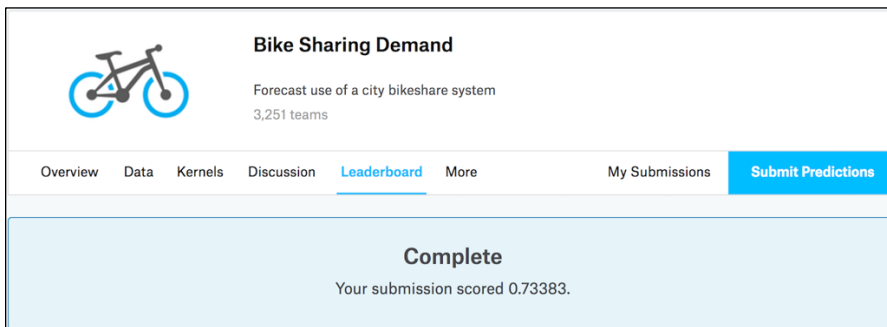 Bike Sharing Demand
Forecast use of a city bikeshare system
3,251 teams
Overview Data Kernels Discussion Leaderboard More My Submissions Submit Predictions
Complete
Your submission scored 0.73383.